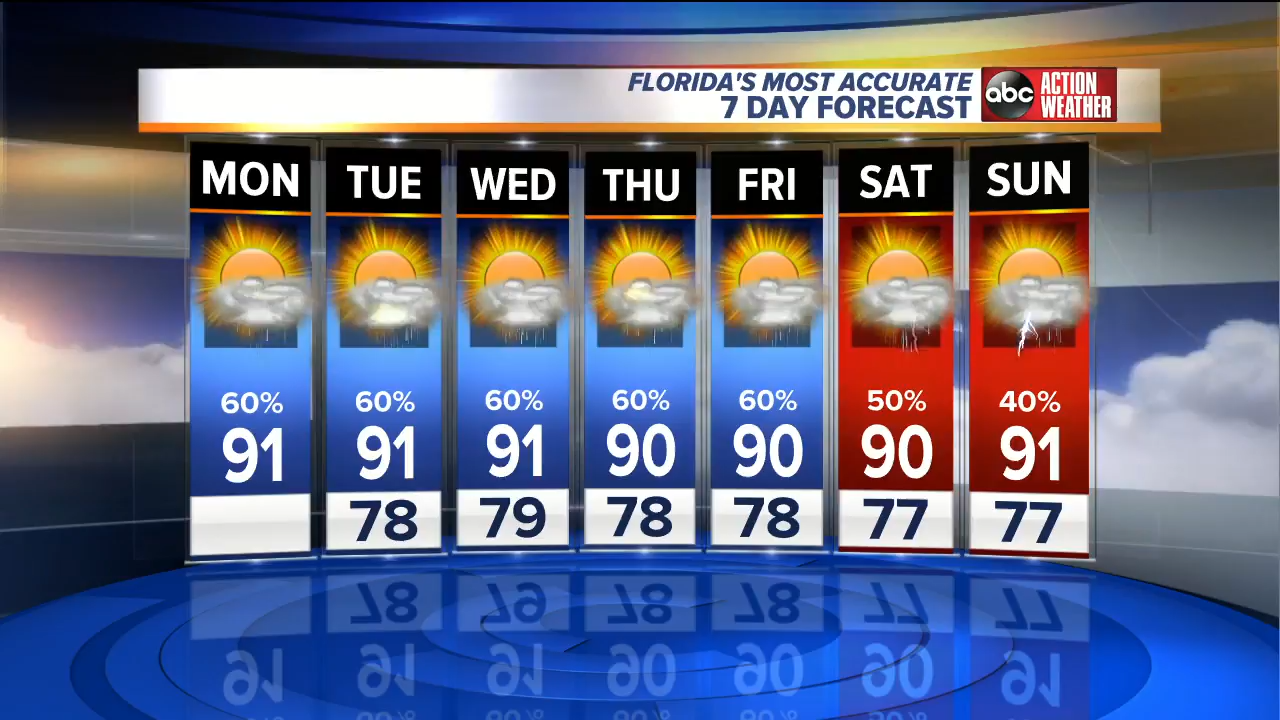 FLORIDA'S MOST ACCURATE
7 DAY FORECAST
abc
ACTION
WEATHER
MON TUE WED THU FRI SAT SUN
60% 60% 60% 60% 60% 50% 40%
91 91 91 90 90 90 91
78 79 78 78 77 77